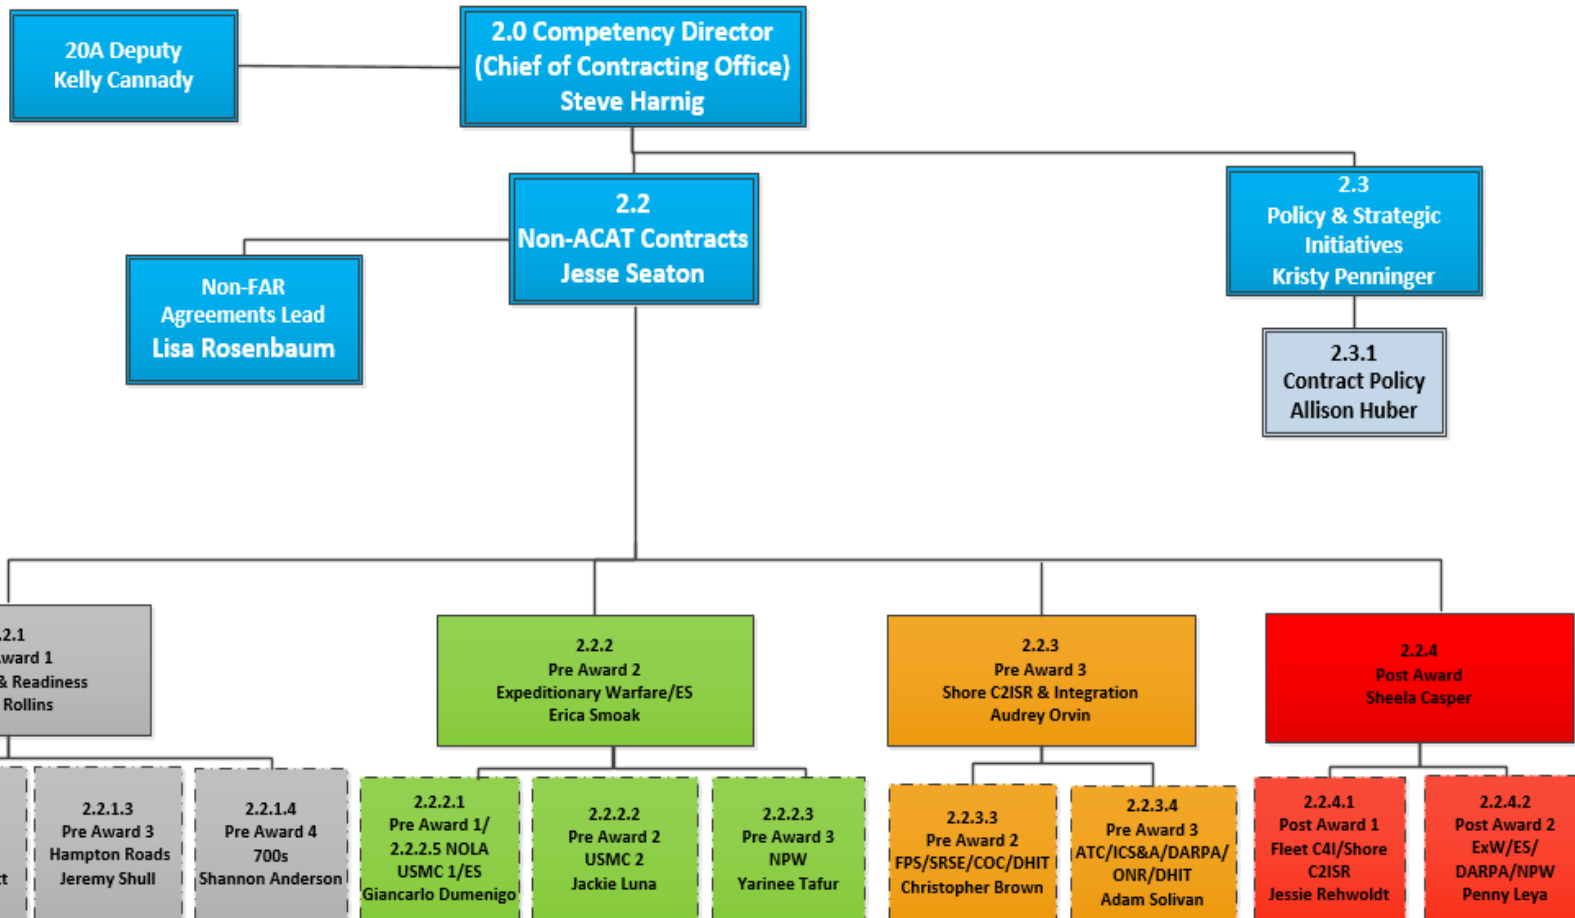 20A Deputy
Kelly Cannady
2.0 Competency Director
(Chief of Contracting Office)
Steve Harnig
2.2
Non-ACAT Contracts
Jesse Seaton
2.3
Policy & Strategic
Initiatives
Kristy Penninger
Non-FAR
Agreements Lead
Lisa Rosenbaum
2.3.1
Contract Policy
Allison Huber
.2.1
ward 1
& Readiness
Rollins
2.2.2
Pre Award 2
Expeditionary Warfare/ES
Erica Smoak
2.2.3
Pre Award 3
Shore C2ISR & Integration
Audrey Orvin
2.2.4
Post Award
Sheela Casper
2.2.1.3
Pre Award 3
Hampton Roads
Jeremy Shull
2.2.1.4
Pre Award 4
700s
Shannon Anderson
2.2.2.1
Pre Award 1/
2.2.2.5 NOLA
USMC 1/ES
Giancarlo Dumenigo
2.2.2.2
Pre Award 2
USMC 2
Jackie Luna
2.2.2.3
Pre Award 3
NPW
Yarinee Tafur
2.2.3.3
Pre Award 2
FPS/SRSE/COC/DHIT
Christopher Brown
2.2.3.4
Pre Award 3
ATC/ICS&A/DARPA/
ONR/DHIT
Adam Solivan
2.2.4.1
Post Award 1
Fleet C4I/Shore
C2ISR
Jessie Rehwoldt
2.2.4.2
Post Award 2
ExW/ES/
DARPA/NPW
Penny Leya